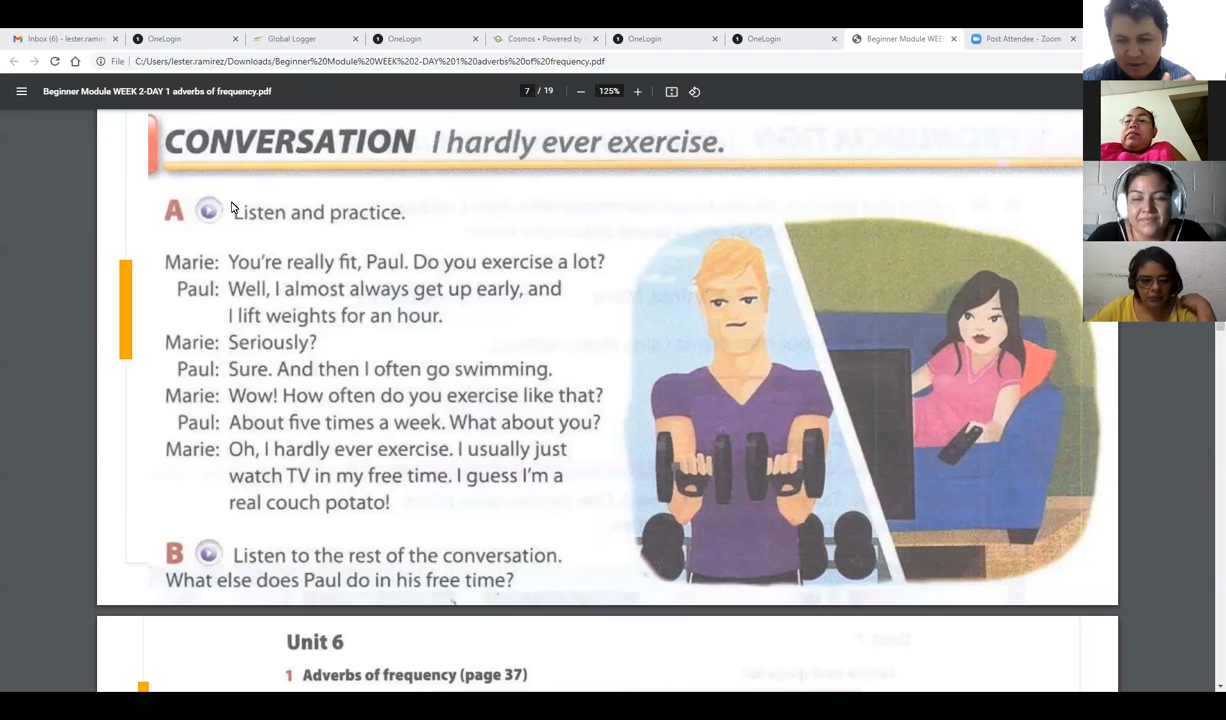 Inbox (6) - lester.ramire
OneLogin
Global Logger
OneLogin
Cosmos • Powered by
OneLogin
OneLogin
Beginner Module WEE
Post Attendee - Zoom
File
C:/Users/lester.ramirez/Downloads/Beginner%20Module%20WEEK%202-DAY%201%20adverbs%20of%20frequency.pdf
Beginner Module WEEK 2-DAY 1 adverbs of frequency.pdf
7 / 19
125%
CONVERSATION I hardly ever exercise.
A Listen and practice.
Marie: You're really fit, Paul. Do you exercise a lot?
Paul: Well, I almost always get up early, and
I lift weights for an hour.
Marie: Seriously?
Paul: Sure. And then I often go swimming.
Marie: Wow! How often do you exercise like that?
Paul: About five times a week. What about you?
Marie: Oh, I hardly ever exercise. I usually just
watch TV in my free time. I guess I'm a
real couch potato!
B Listen to the rest of the conversation.
What else does Paul do in his free time?
Unit 6
1 Adverbs of frequency (page 37)